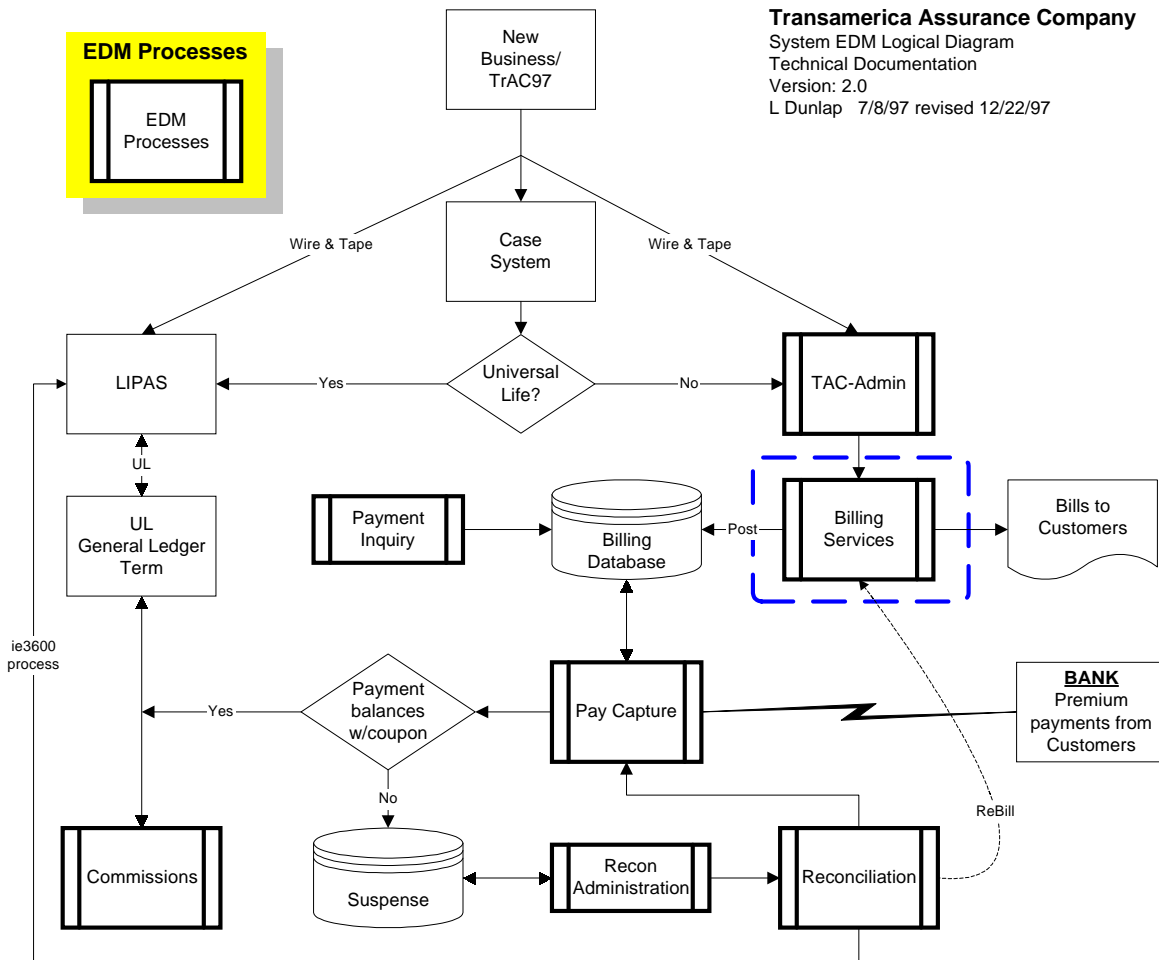 Transamerica Assurance Company
System EDM Logical Diagram
Technical Documentation
Version: 2.0
L Dunlap 7/8/97 revised 12/22/97
EDM Processes
EDM
Processes
New
Business/
TrAC97
Wire & Tape
Case
System
Wire & Tape
LIPAS
Yes
Universal
Life?
No
TAC-Admin
UL
UL
General Ledger
Term
Payment
Inquiry
Billing
Database
Post
Billing
Services
Bills to
Customers
ie3600
process
Yes
Payment
balances
w/coupon
Pay Capture
BANK
Premium
payments from
Customers
No
ReBill
Commissions
Suspense
Recon
Administration
Reconciliation